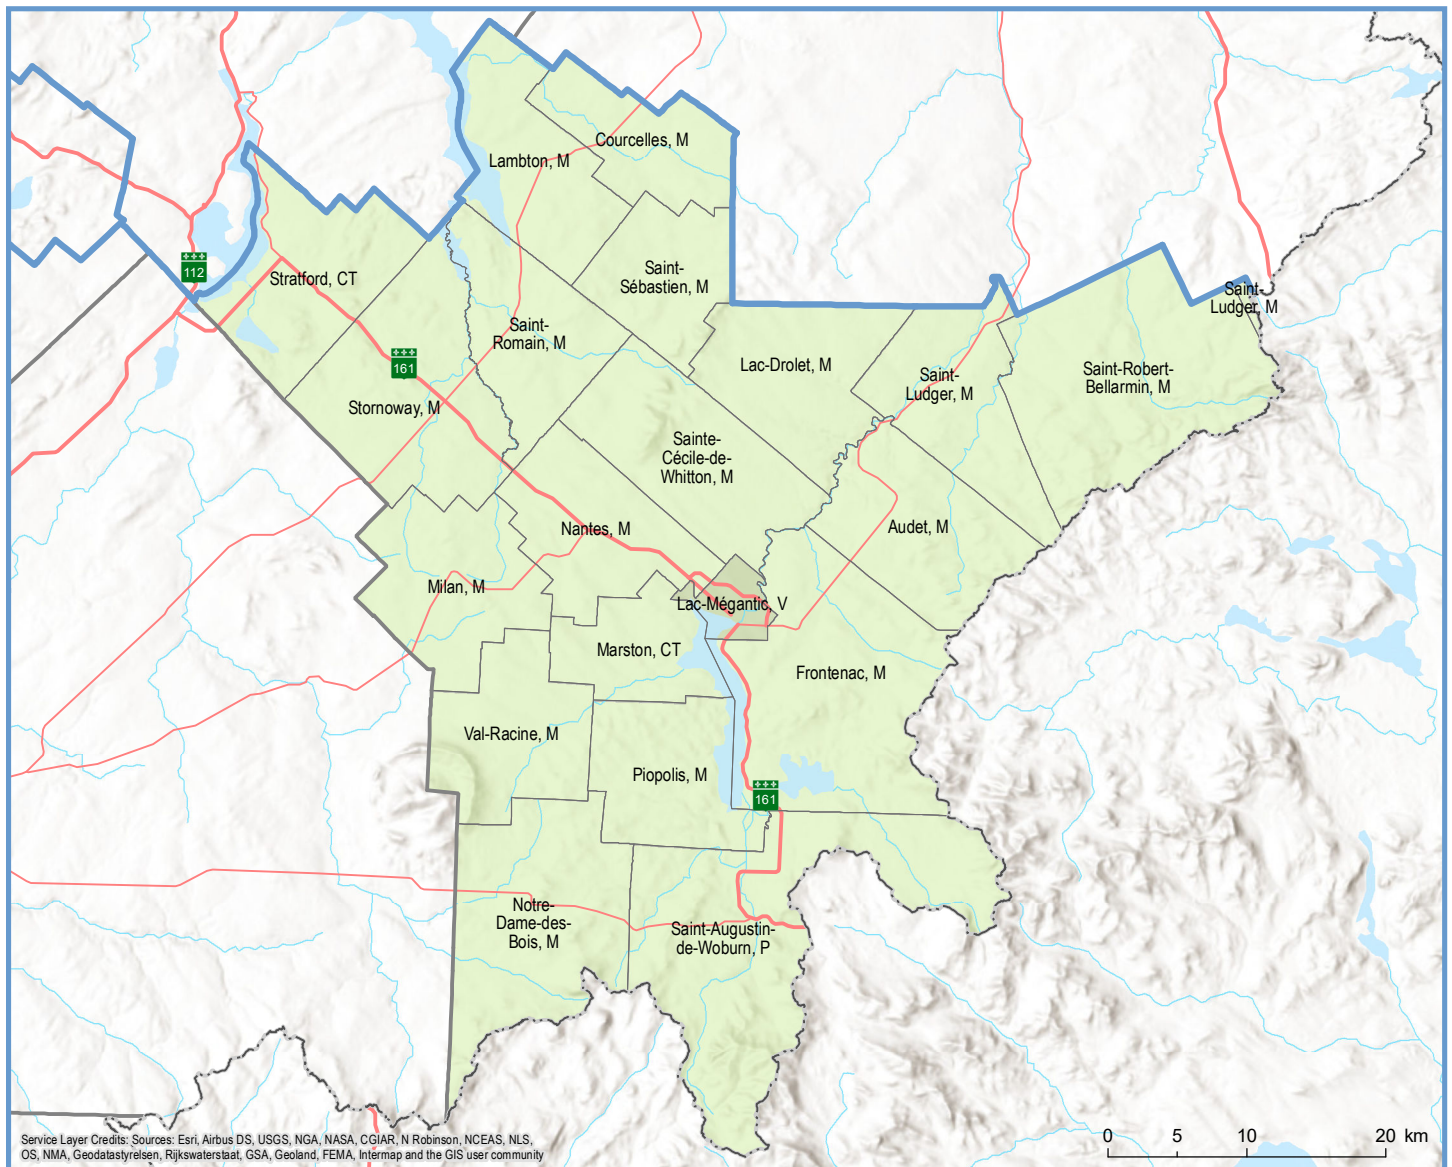 Courcelles, M
Lambton, M
112
Stratford, CT
Saint-
Sébastien, M
Saint-
Ludger, M
Saint-
Romain, M
161
Lac-Drolet, M
Saint-
Ludger, M
Saint-Robert-
Bellarmin, M
Stornoway, M
Sainte-
Cécile-de-
Whitton, M
Nantes, M
Audet, M
Milan, M
Lac-Mégantic, V
Marston, CT
Frontenac, M
Val-Racine, M
Piopolis, M
161
Notre-
Dame-des-
Bois, M
Saint-Augustin-
de-Woburn, P
Service Layer Credits: Sources: Esri, Airbus DS, USGS, NGA, NASA, CGIAR, N Robinson, NCEAS, NLS,
OS, NMA, Geodatastyrelsen, Rijkswaterstaat, GSA, Geoland, FEMA, Intermap and the GIS user community
0 5 10 20 km